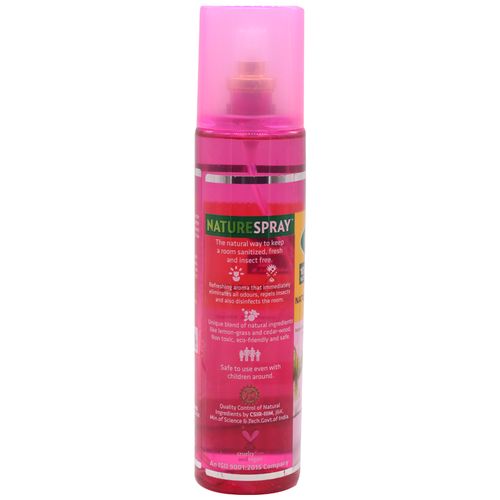 NATURESPRAY™
The natural way to keep
a room sanitized, fresh
and insect free.
Refreshing aroma that immediately
eliminates all odours, repels insects
and also disinfects the room.
Unique blend of natural ingredients
like lemon-grass and cedar-wood.
Non toxic, eco-friendly and safe.
Safe to use even with
children around.
Quality Control of Natural
Ingredients by CSIR-IIIM, J&K,
Min.of Science & Tech.Govt.of India.
cruelty
An ISO 9001:2015 Company
NATU